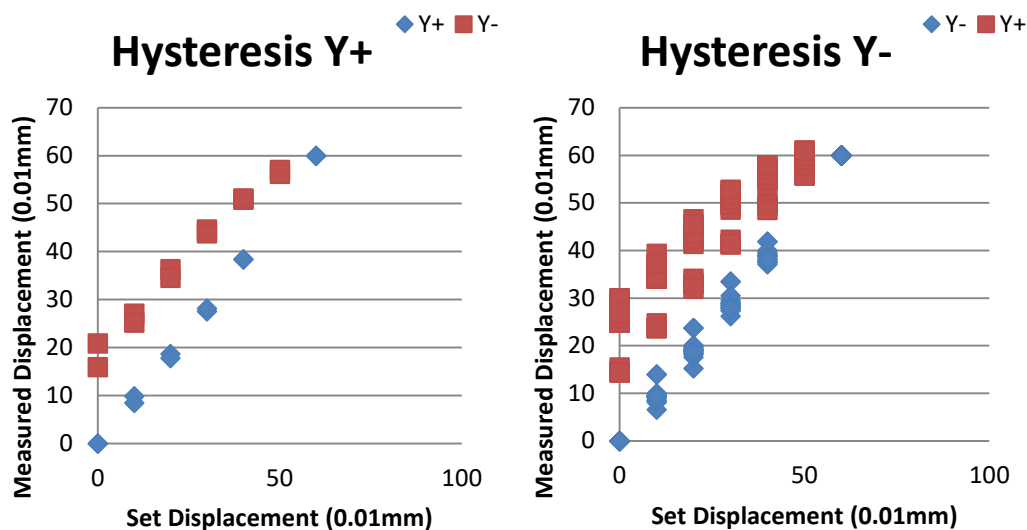 Y+ Y-
Hysteresis Y+
Measured Displacement (0.01mm)
70
60
50
40
30
20
10
0
0 50 100
Set Displacement (0.01mm)
Y- Y+
Hysteresis Y-
Measured Displacement (0.01mm)
70
60
50
40
30
20
10
0
0 50 100
Set Displacement (0.01mm)